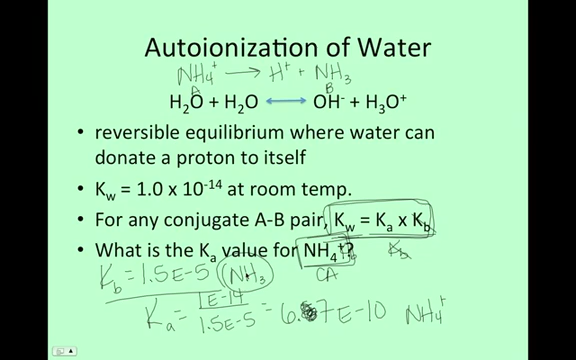 Autoionization of Water
NH₄⁺ → H⁺ + NH₃
A B
H₂O + H₂O ↔ OH⁻ + H₃O⁺
• reversible equilibrium where water can
donate a proton to itself
• Kw = 1.0 x 10⁻¹⁴ at room temp.
• For any conjugate A-B pair, Kw = Ka x Kb
• What is the Ka value for NH₄⁺?
Kb
CA
Kb = 1.5E-5 NH₃
Ka = 1E-14 / 1.5E-5 = 6.67E-10 NH₄⁺